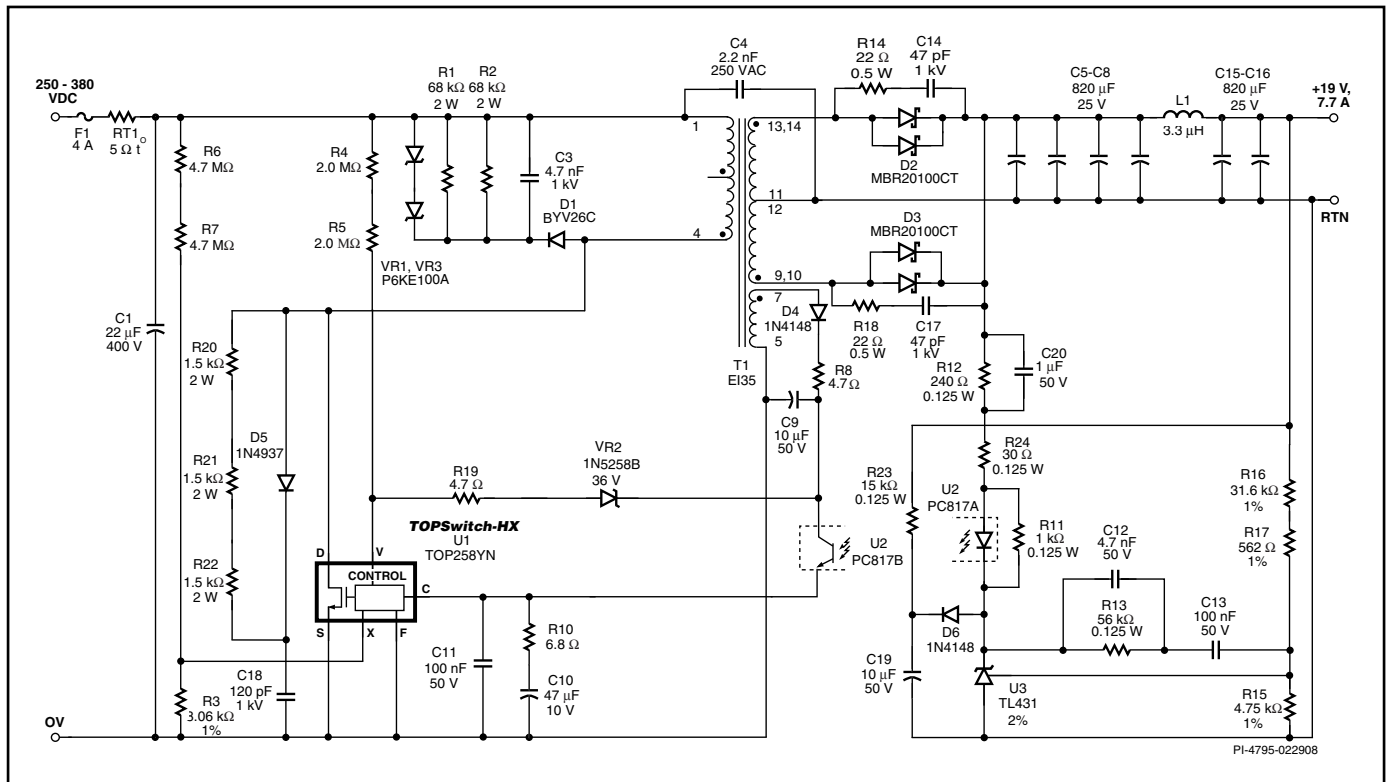 250 - 380
VDC
F1
4 A
RT1
5 Ω
t
O
R6
4.7 MΩ
R7
4.7 MΩ
R4
2.0 MΩ
R5
2.0 MΩ
R1
68 kΩ
2 W
R2
68 kΩ
2 W
C3
4.7 nF
1 kV
D1
BYV26C
VR1, VR3
P6KE100A
C4
2.2 nF
250 VAC
1
4
13,14
11
12
9,10
7
5
T1
EI35
R14
22 Ω
0.5 W
C14
47 pF
1 kV
D2
MBR20100CT
D3
MBR20100CT
C5-C8
820 μF
25 V
L1
3.3 μH
C15-C16
820 μF
25 V
+19 V,
7.7 A
RTN
D4
1N4148
R18
22 Ω
0.5 W
C17
47 pF
1 kV
R8
4.7 Ω
C9
10 μF
50 V
R12
240 Ω
0.125 W
C20
1 μF
50 V
C1
22 μF
400 V
R20
1.5 kΩ
2 W
R21
1.5 kΩ
2 W
R22
1.5 kΩ
2 W
D5
1N4937
R19
4.7 Ω
VR2
1N5258B
36 V
TOPSwitch-HX
U1
TOP258YN
D
V
CONTROL
C
S
X
F
U2
PC817B
R23
15 kΩ
0.125 W
R24
30 Ω
0.125 W
U2
PC817A
R11
1 kΩ
0.125 W
C12
4.7 nF
50 V
R13
56 kΩ
0.125 W
C13
100 nF
50 V
R16
31.6 kΩ
1%
R17
562 Ω
1%
D6
1N4148
C19
10 μF
50 V
U3
TL431
2%
R15
4.75 kΩ
1%
R10
6.8 Ω
C11
100 nF
50 V
C10
47 μF
10 V
C18
120 pF
1 kV
R3
3.06 kΩ
1%
OV
PI-4795-022908